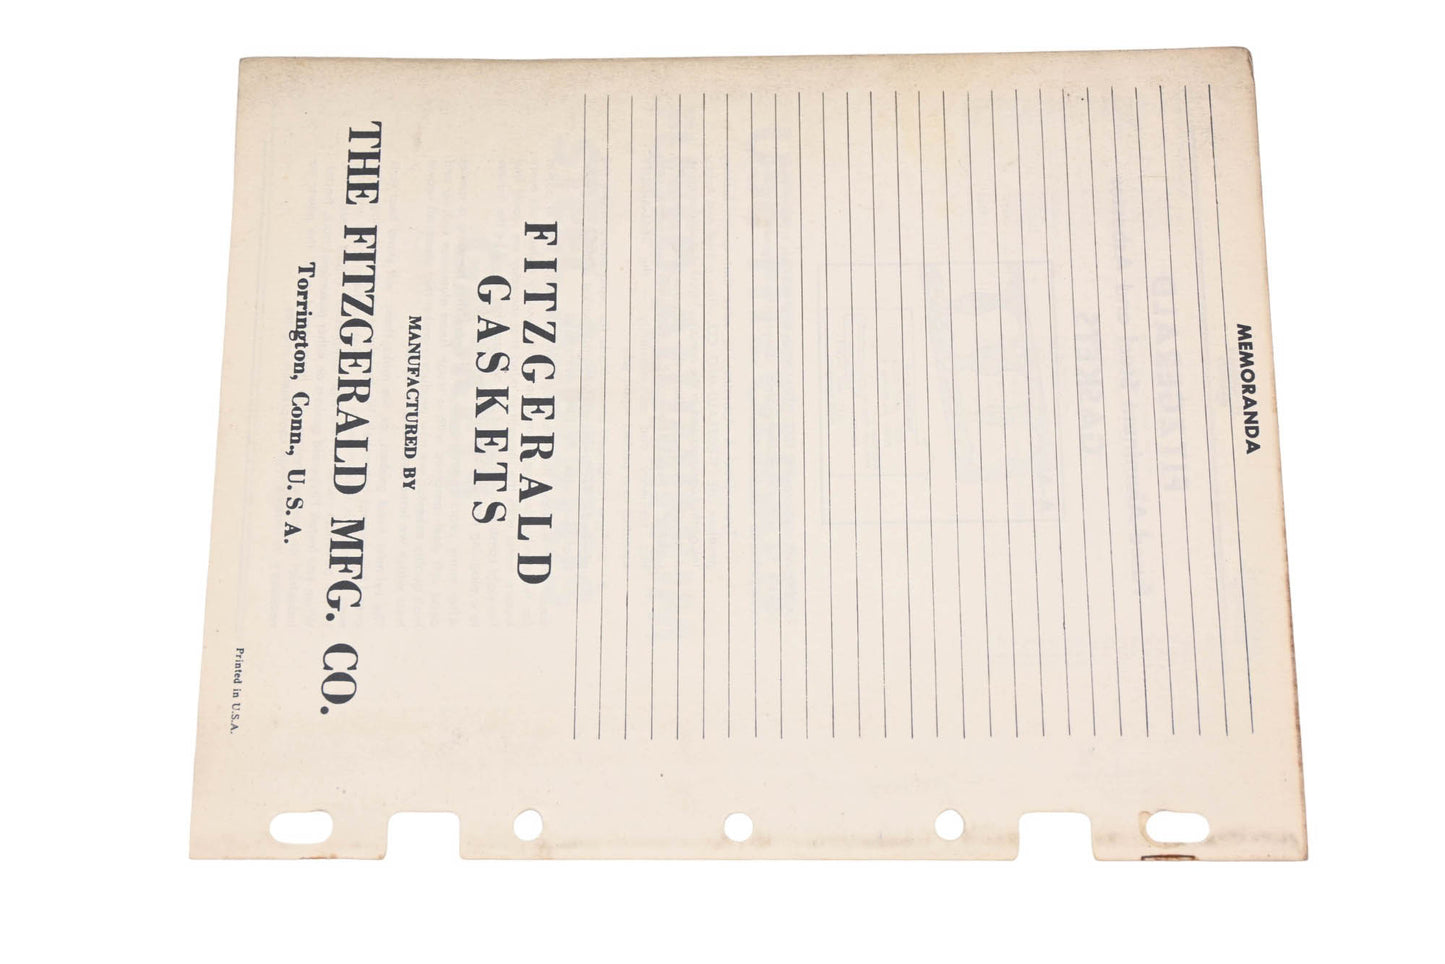 MEMORANDA
FITZGERALD
GASKETS
MANUFACTURED BY
THE FITZGERALD MFG. CO.
Torrington, Conn., U. S. A.
Printed in U.S.A.